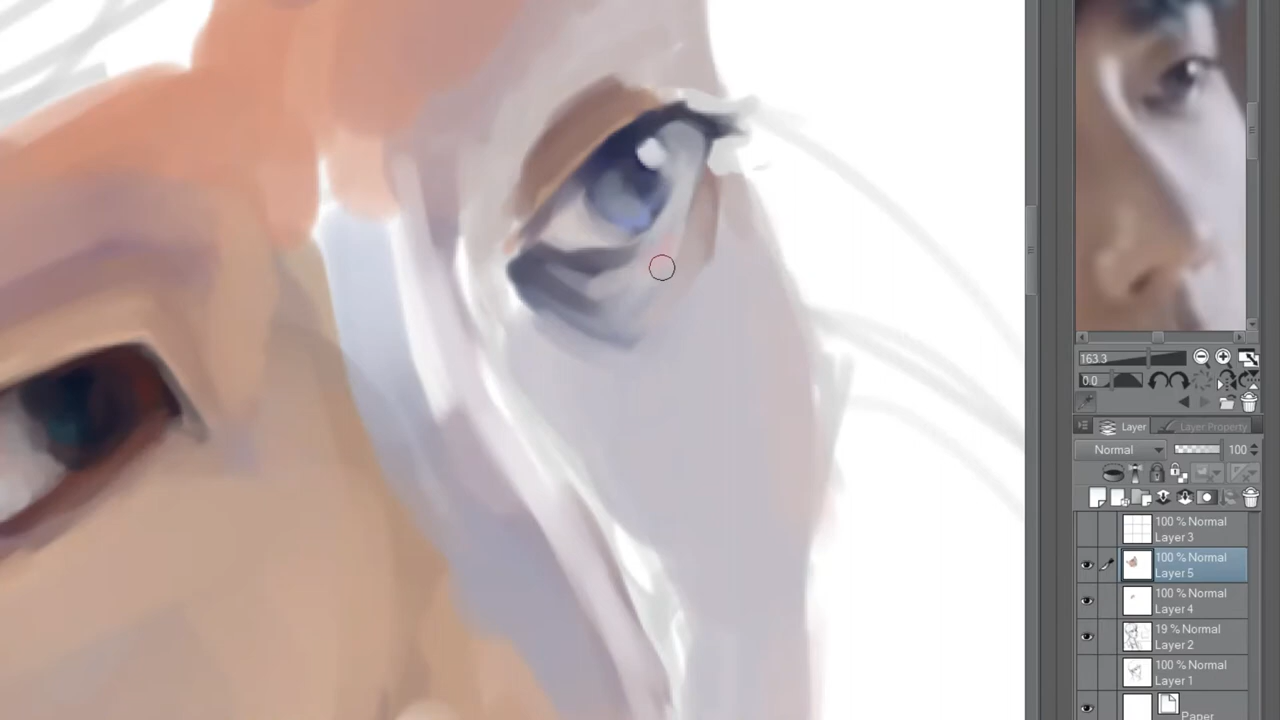 163.3
0.0
Layer
Layer Property
Normal
100
100 % Normal
Layer 3
100 % Normal
Layer 5
100 % Normal
Layer 4
19 % Normal
Layer 2
100 % Normal
Layer 1
Paper